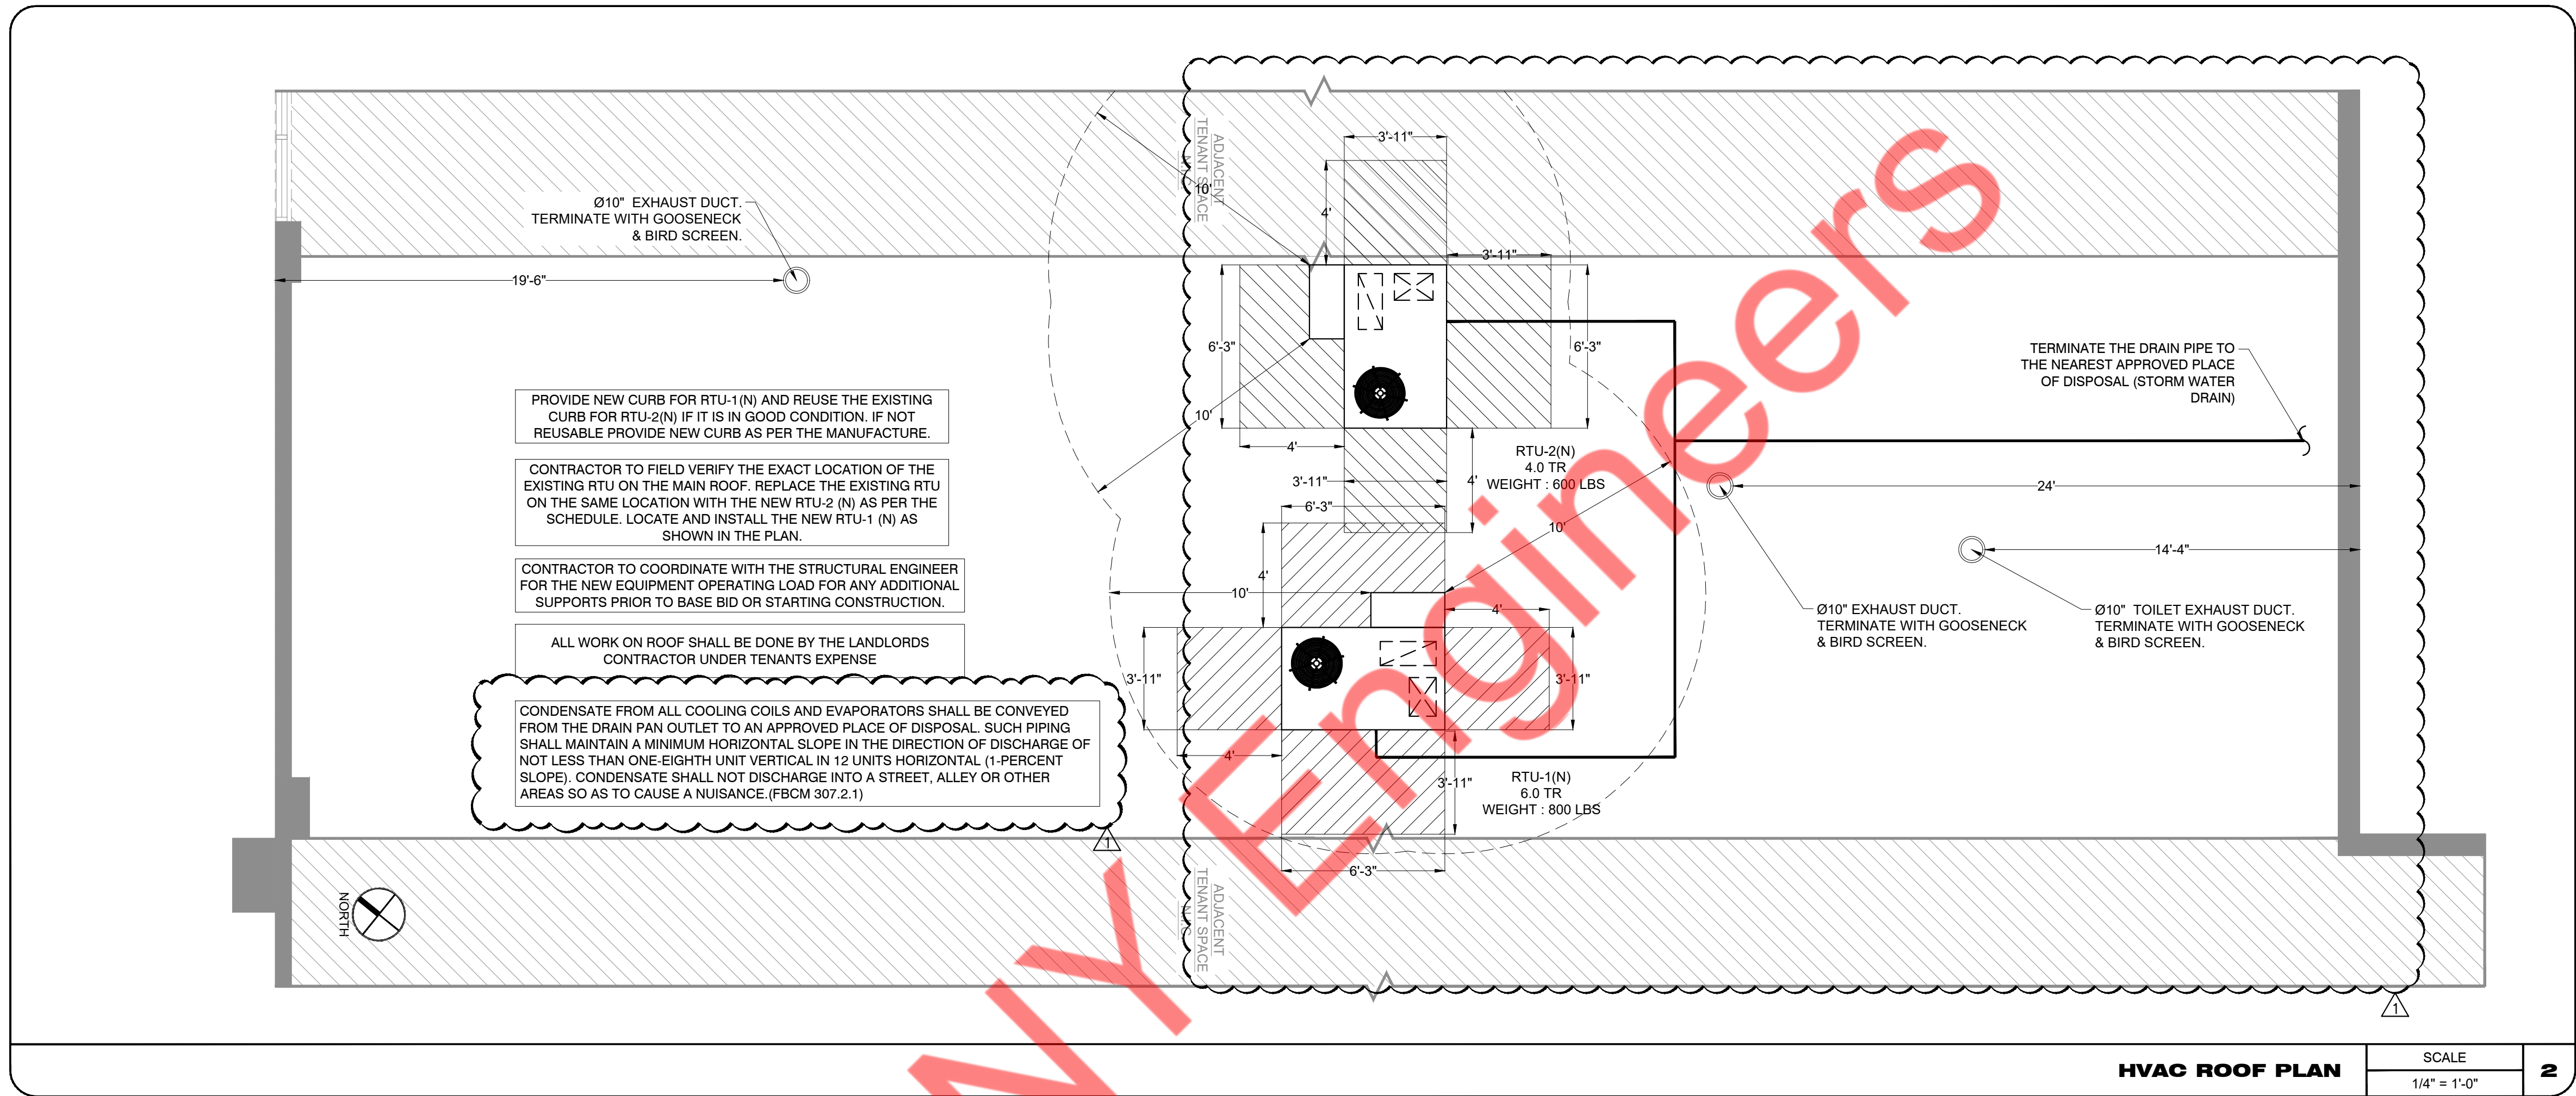 ADJACENT
TENANT SPACE
Ø10" EXHAUST DUCT.
TERMINATE WITH GOOSENECK
& BIRD SCREEN.
19'-6"
3'-11"
10'
4'
3'-11"
6'-3"
6'-3"
10'
4'
3'-11"
4'
6'-3"
RTU-2(N)
4.0 TR
WEIGHT : 600 LBS
TERMINATE THE DRAIN PIPE TO
THE NEAREST APPROVED PLACE
OF DISPOSAL (STORM WATER
DRAIN)
PROVIDE NEW CURB FOR RTU-1(N) AND REUSE THE EXISTING
CURB FOR RTU-2(N) IF IT IS IN GOOD CONDITION. IF NOT
REUSABLE PROVIDE NEW CURB AS PER THE MANUFACTURE.
CONTRACTOR TO FIELD VERIFY THE EXACT LOCATION OF THE
EXISTING RTU ON THE MAIN ROOF. REPLACE THE EXISTING RTU
ON THE SAME LOCATION WITH THE NEW RTU-2 (N) AS PER THE
SCHEDULE. LOCATE AND INSTALL THE NEW RTU-1 (N) AS
SHOWN IN THE PLAN.
CONTRACTOR TO COORDINATE WITH THE STRUCTURAL ENGINEER
FOR THE NEW EQUIPMENT OPERATING LOAD FOR ANY ADDITIONAL
SUPPORTS PRIOR TO BASE BID OR STARTING CONSTRUCTION.
ALL WORK ON ROOF SHALL BE DONE BY THE LANDLORDS
CONTRACTOR UNDER TENANTS EXPENSE
CONDENSATE FROM ALL COOLING COILS AND EVAPORATORS SHALL BE CONVEYED
FROM THE DRAIN PAN OUTLET TO AN APPROVED PLACE OF DISPOSAL. SUCH PIPING
SHALL MAINTAIN A MINIMUM HORIZONTAL SLOPE IN THE DIRECTION OF DISCHARGE OF
NOT LESS THAN ONE-EIGHTH UNIT VERTICAL IN 12 UNITS HORIZONTAL (1-PERCENT
SLOPE). CONDENSATE SHALL NOT DISCHARGE INTO A STREET, ALLEY OR OTHER
AREAS SO AS TO CAUSE A NUISANCE.(FBCM 307.2.1)
1
24'
14'-4"
10'
4'
10'
4'
3'-11"
3'-11"
4'
3'-11"
6'-3"
RTU-1(N)
6.0 TR
WEIGHT : 800 LBS
Ø10" EXHAUST DUCT.
TERMINATE WITH GOOSENECK
& BIRD SCREEN.
Ø10" TOILET EXHAUST DUCT.
TERMINATE WITH GOOSENECK
& BIRD SCREEN.
ADJACENT
TENANT SPACE
NORTH
1
NY Engineers
HVAC ROOF PLAN
SCALE
1/4" = 1'-0"
2